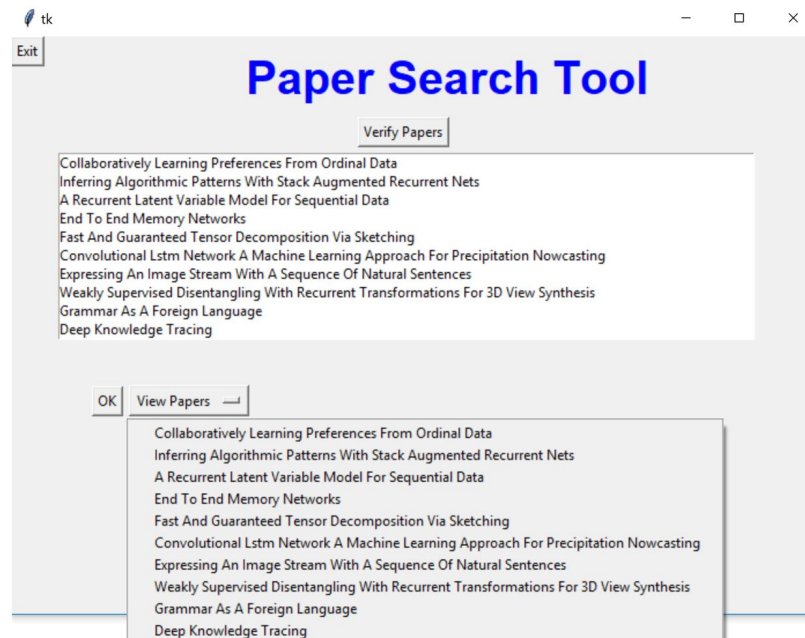 tk
Exit
Paper Search Tool
Verify Papers
Collaboratively Learning Preferences From Ordinal Data
Inferring Algorithmic Patterns With Stack Augmented Recurrent Nets
A Recurrent Latent Variable Model For Sequential Data
End To End Memory Networks
Fast And Guaranteed Tensor Decomposition Via Sketching
Convolutional Lstm Network A Machine Learning Approach For Precipitation Nowcasting
Expressing An Image Stream With A Sequence Of Natural Sentences
Weakly Supervised Disentangling With Recurrent Transformations For 3D View Synthesis
Grammar As A Foreign Language
Deep Knowledge Tracing
OK View Papers
Collaboratively Learning Preferences From Ordinal Data
Inferring Algorithmic Patterns With Stack Augmented Recurrent Nets
A Recurrent Latent Variable Model For Sequential Data
End To End Memory Networks
Fast And Guaranteed Tensor Decomposition Via Sketching
Convolutional Lstm Network A Machine Learning Approach For Precipitation Nowcasting
Expressing An Image Stream With A Sequence Of Natural Sentences
Weakly Supervised Disentangling With Recurrent Transformations For 3D View Synthesis
Grammar As A Foreign Language
Deep Knowledge Tracing